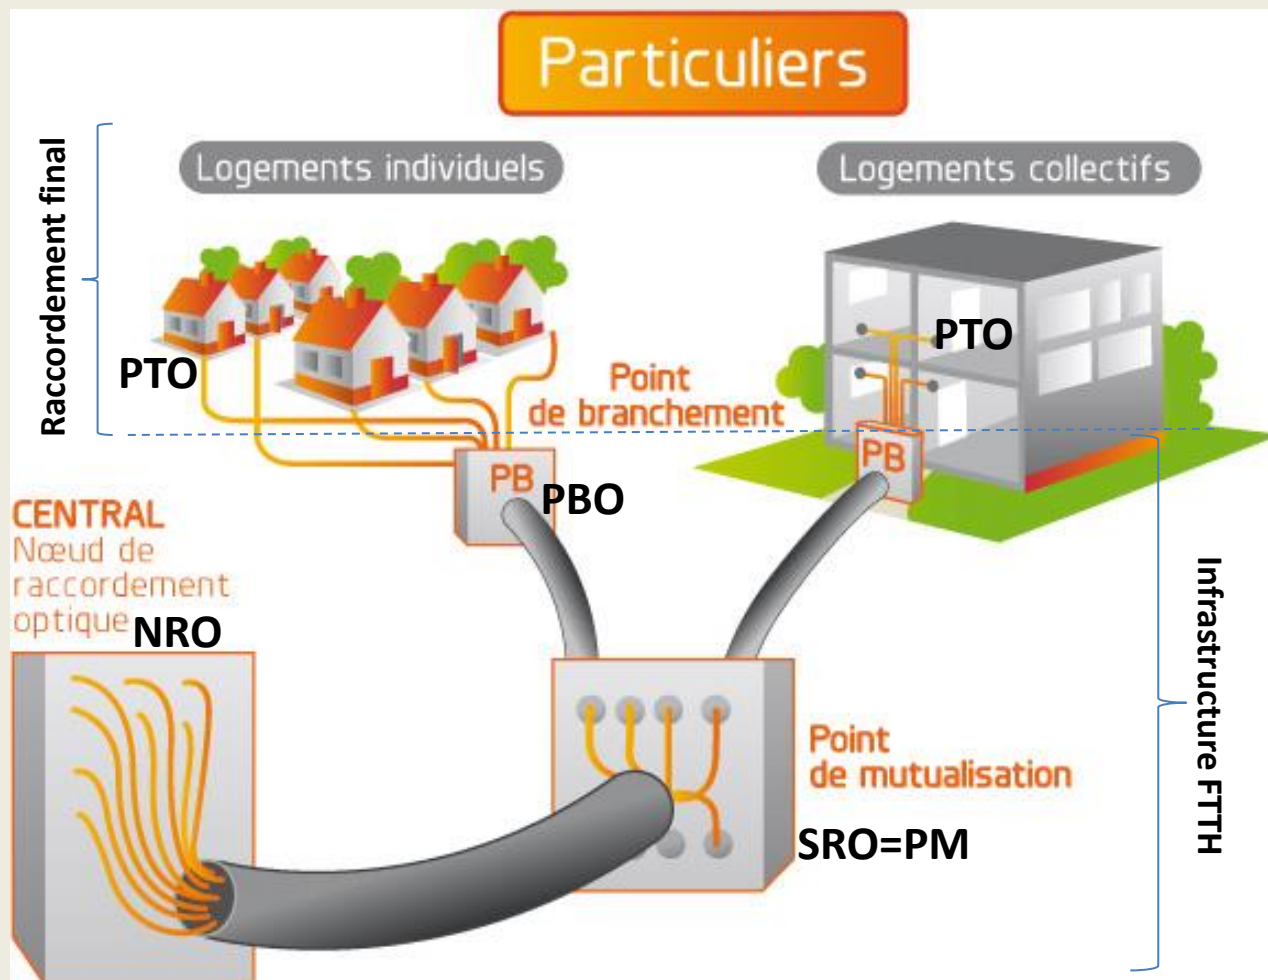 Particuliers
Raccordement final
Logements individuels
Logements collectifs
PTO
PTO
Point
de branchement
PB
PBO
PB
CENTRAL
Nœud de
raccordement
optique
NRO
Infrastructure FTTH
Point
de mutualisation
SRO=PM